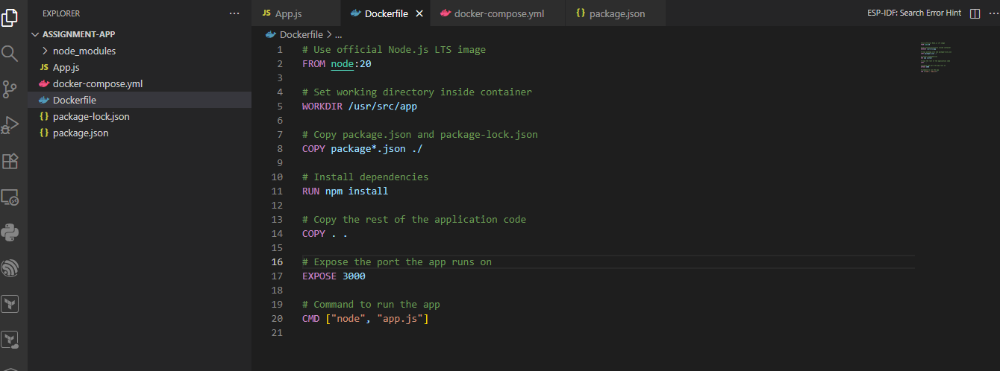 EXPLORER
ASSIGNMENT-APP
node_modules
JS App.js
docker-compose.yml
Dockerfile
{} package-lock.json
{} package.json
JS App.js
Dockerfile
docker-compose.yml
{} package.json
ESP-IDF: Search Error Hint
Dockerfile > ...
1 # Use official Node.js LTS image
2 FROM node:20
3
4 # Set working directory inside container
5 WORKDIR /usr/src/app
6
7 # Copy package.json and package-lock.json
8 COPY package*.json ./
9
10 # Install dependencies
11 RUN npm install
12
13 # Copy the rest of the application code
14 COPY . .
15
16 # Expose the port the app runs on
17 EXPOSE 3000
18
19 # Command to run the app
20 CMD ["node", "app.js"]
21